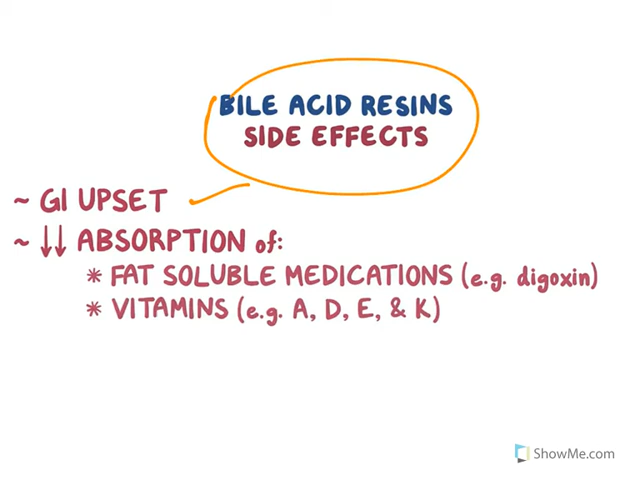 BILE ACID RESINS
SIDE EFFECTS
~ GI UPSET
~ ↓↓ ABSORPTION of:
* FAT SOLUBLE MEDICATIONS (e.g. digoxin)
* VITAMINS (e.g. A, D, E, & K)
ShowMe.com